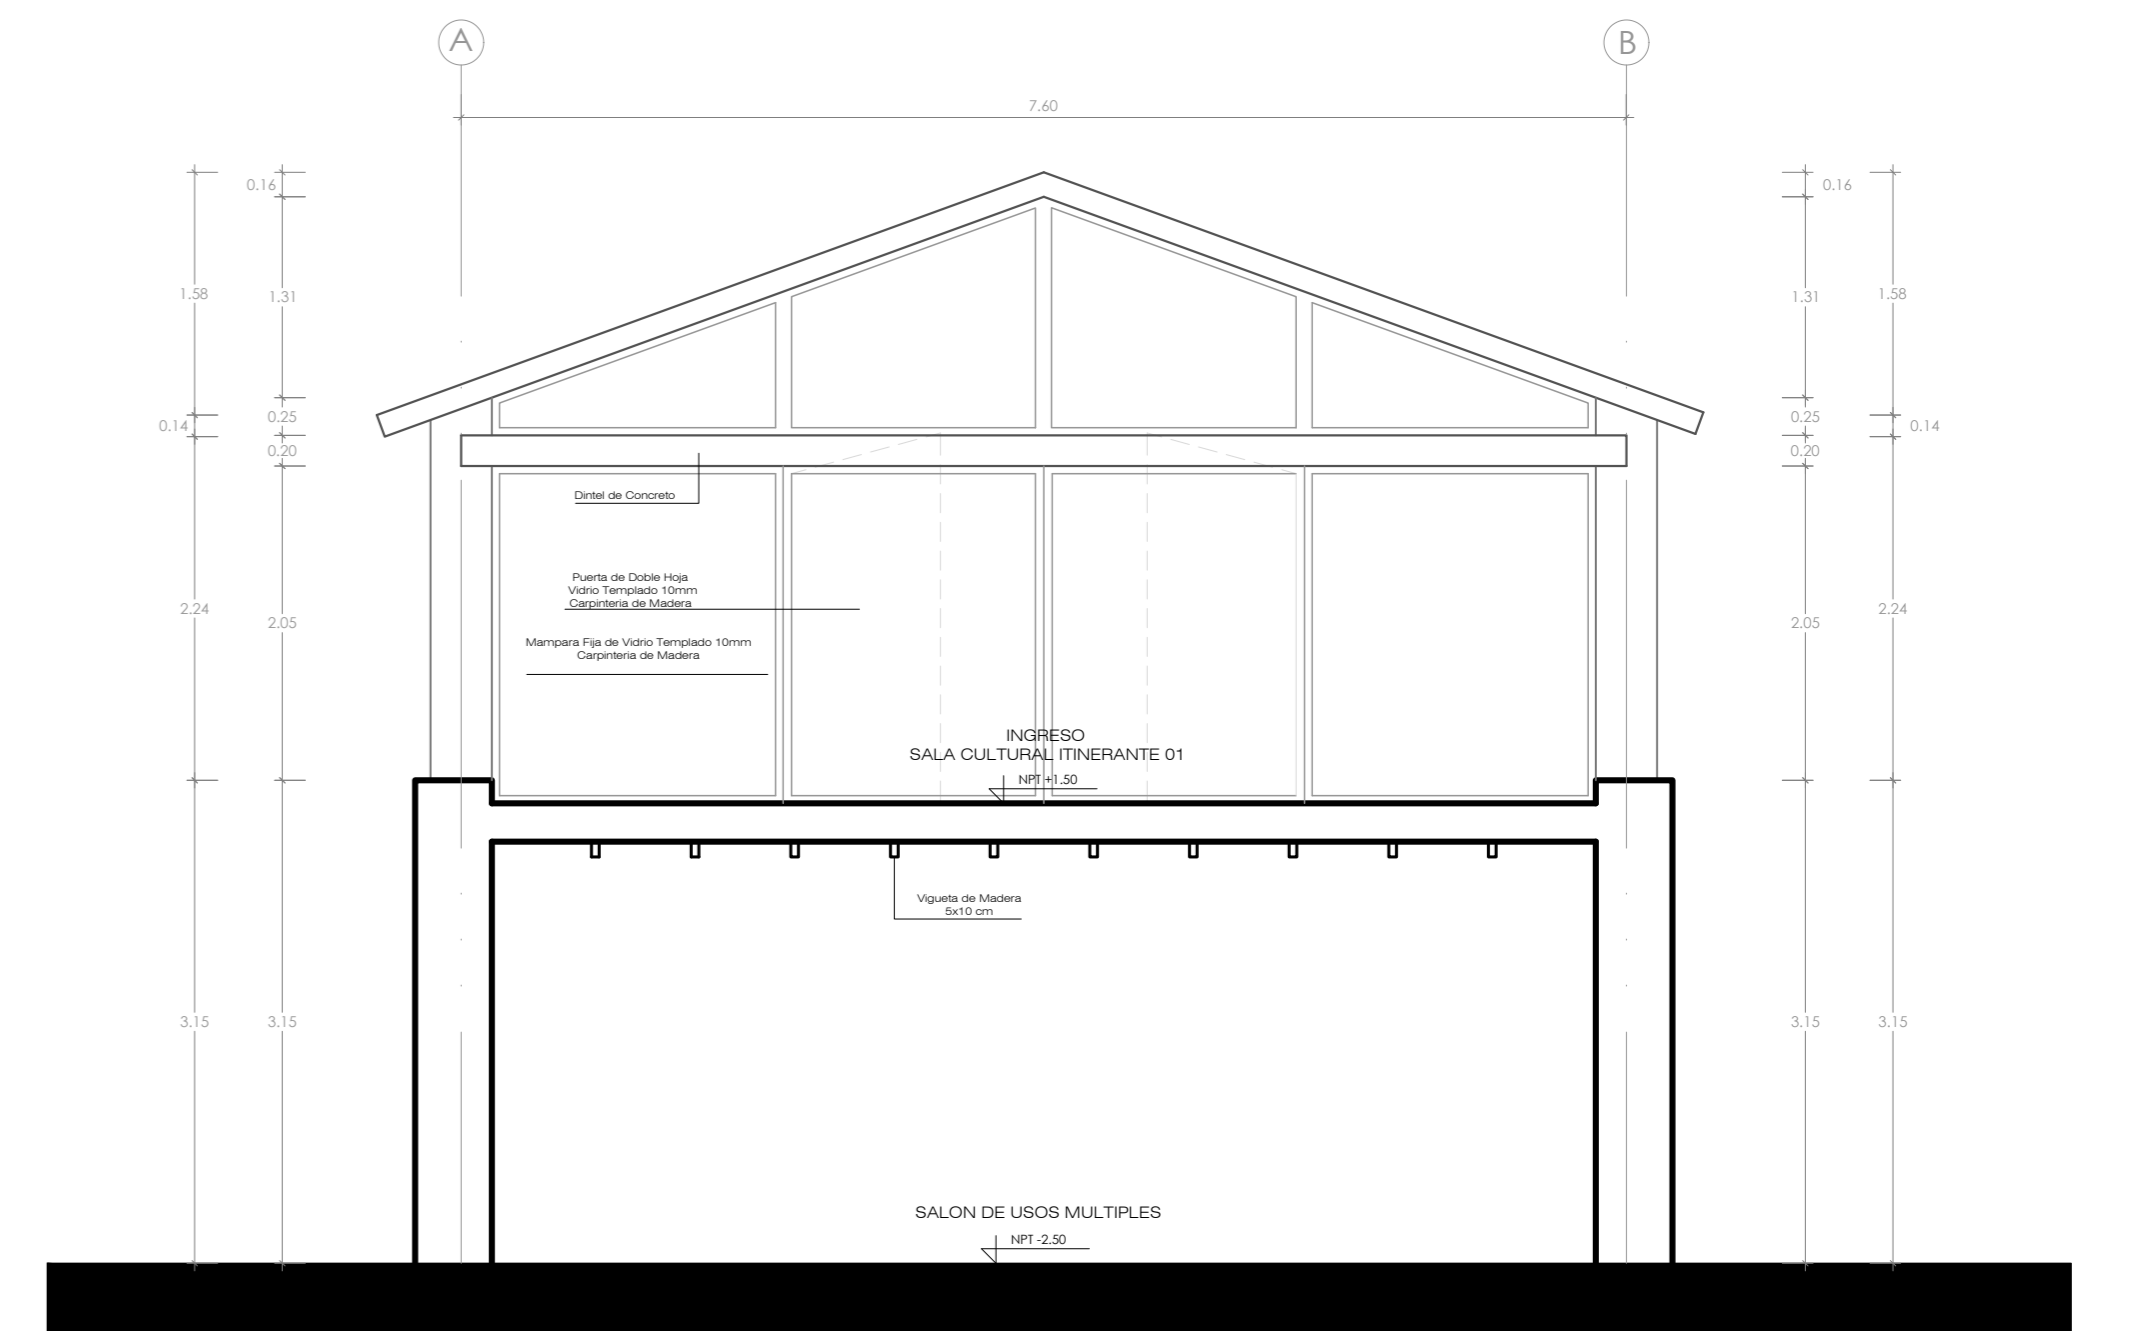 A
B
7.60
0.16
0.16
1.58
1.31
1.31
1.58
0.25
0.14
0.20
0.25
0.14
0.20
Dintel de Concreto
Puerta de Doble Hoja
Vidrio Templado 10mm
Carpinteria de Madera
2.24
2.05
2.05
2.24
Mampara Fija de Vidrio Templado 10mm
Carpinteria de Madera
INGRESO
SALA CULTURAL ITINERANTE 01
NPT +1.50
Vigueta de Madera
5x10 cm
3.15
3.15
3.15
3.15
SALON DE USOS MULTIPLES
NPT -2.50